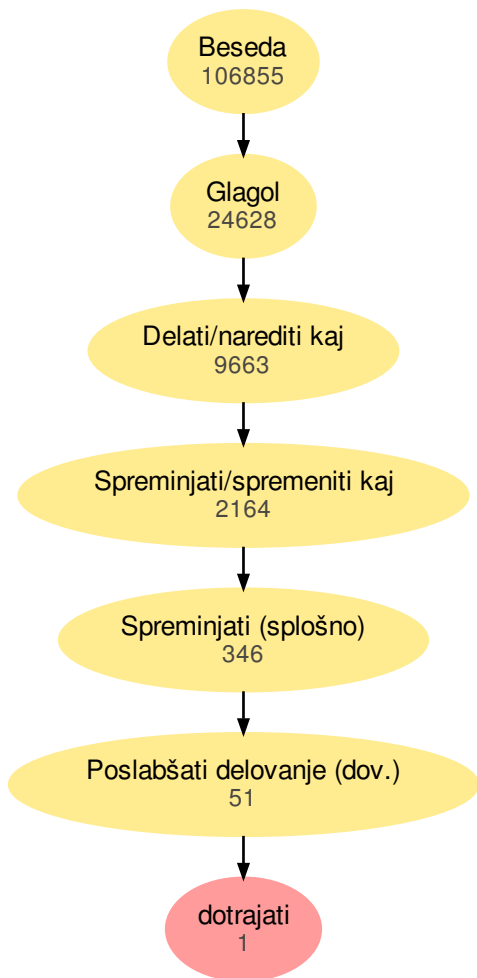 Beseda
106855
Glagol
24628
Delati/narediti kaj
9663
Spreminjati/spremeniti kaj
2164
Spreminjati (splošno)
346
Poslabšati delovanje (dov.)
51
dotrajati
1